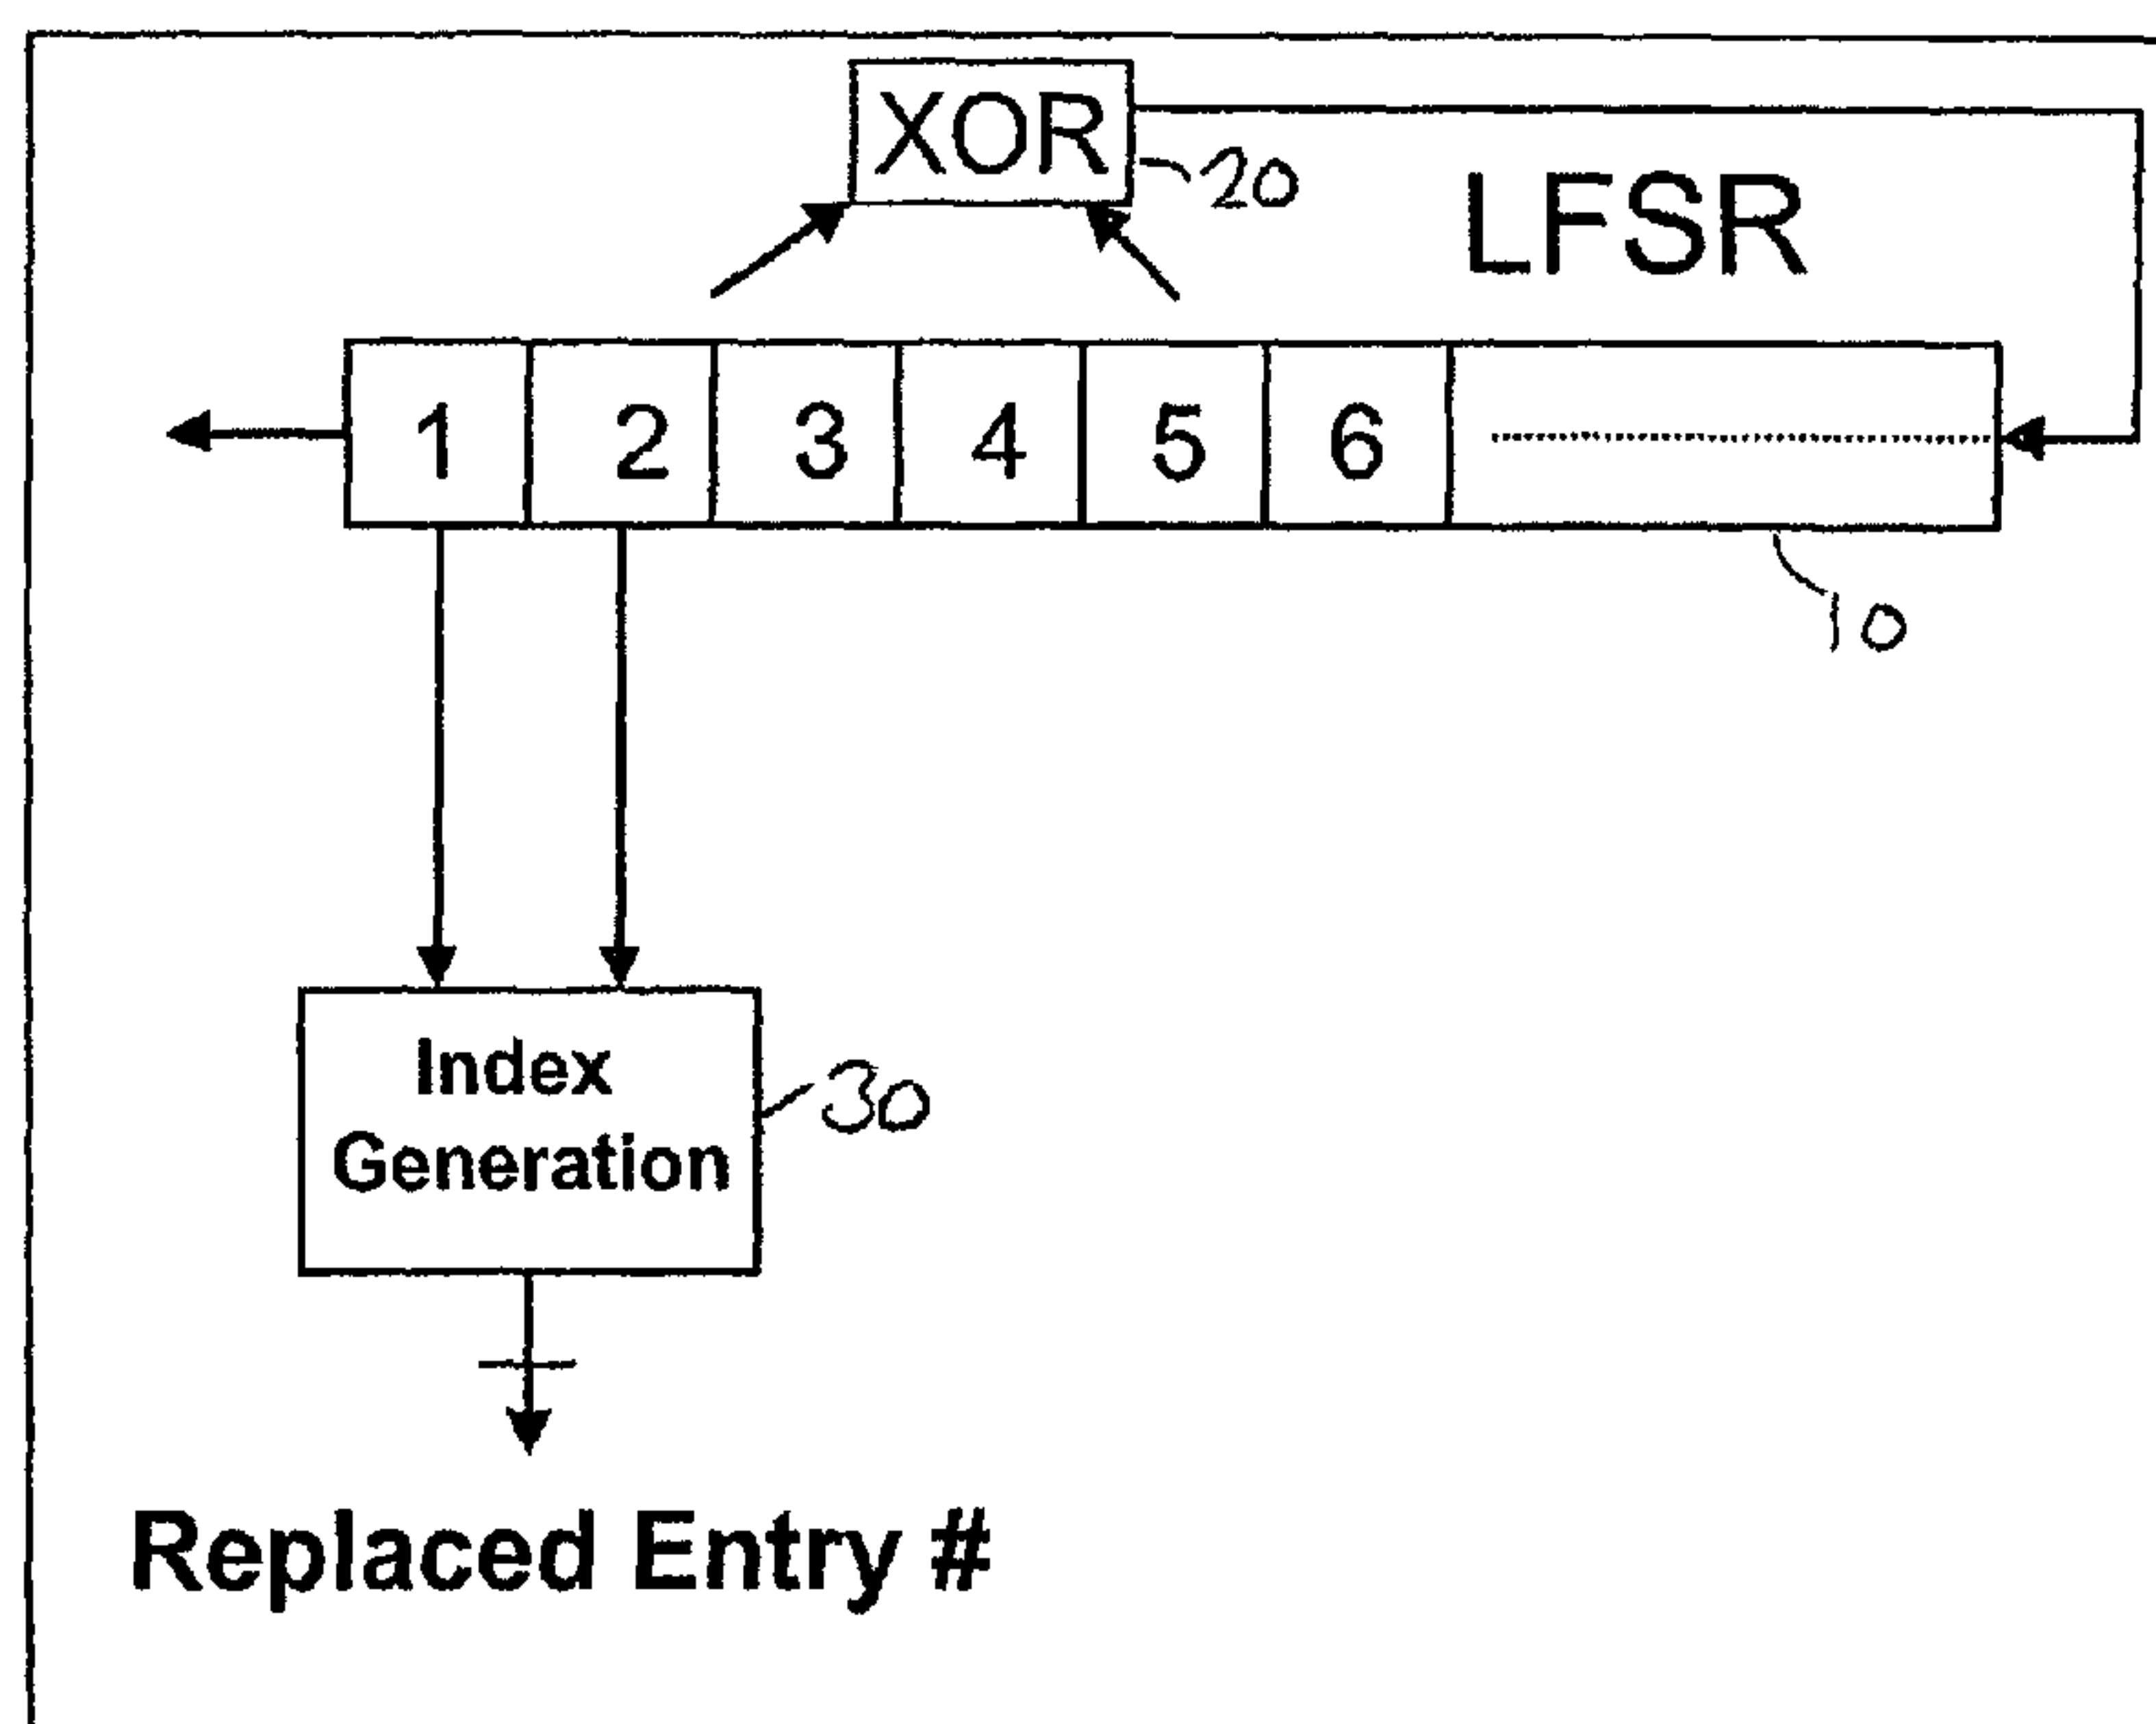 XOR
20
LFSR
1 2 3 4 5 6
10
Index
Generation
30
Replaced Entry #